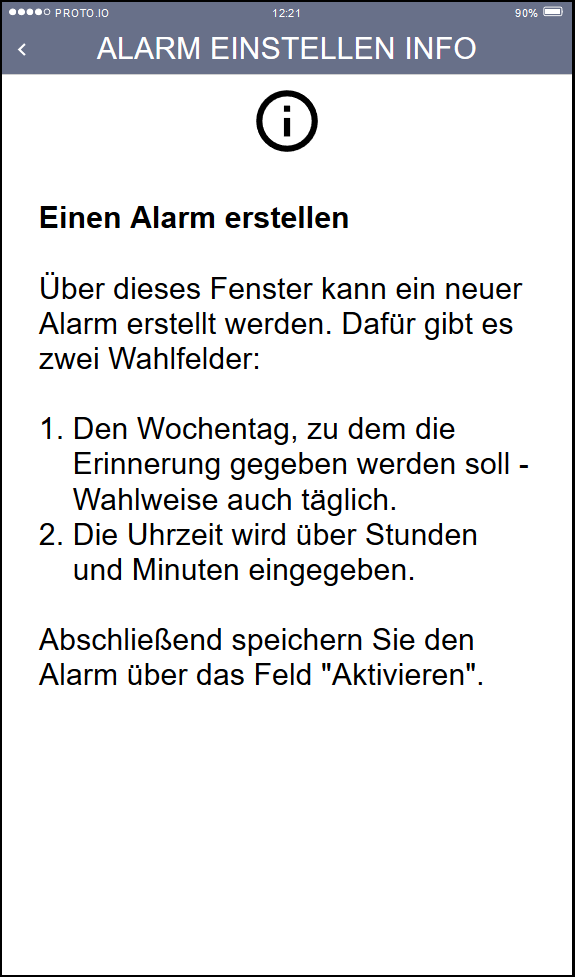 PROTO.IO 12:21 90%
ALARM EINSTELLEN INFO
Einen Alarm erstellen
Über dieses Fenster kann ein neuer
Alarm erstellt werden. Dafür gibt es
zwei Wahlfelder:
1. Den Wochentag, zu dem die
Erinnerung gegeben werden soll -
Wahlweise auch täglich.
2. Die Uhrzeit wird über Stunden
und Minuten eingegeben.
Abschließend speichern Sie den
Alarm über das Feld "Aktivieren".